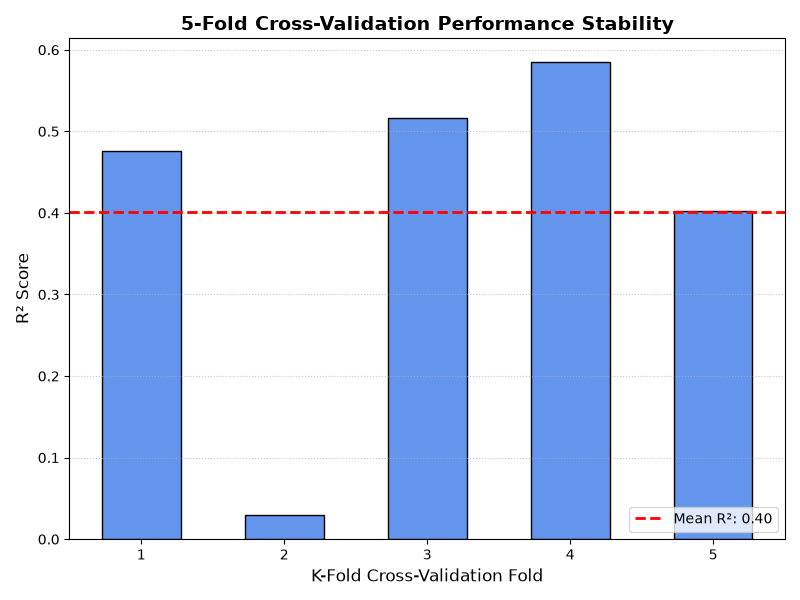 5-Fold Cross-Validation Performance Stability
R² Score
0.6
0.5
0.4
0.3
0.2
0.1
0.0
Mean R²: 0.40
1 2 3 4 5
K-Fold Cross-Validation Fold